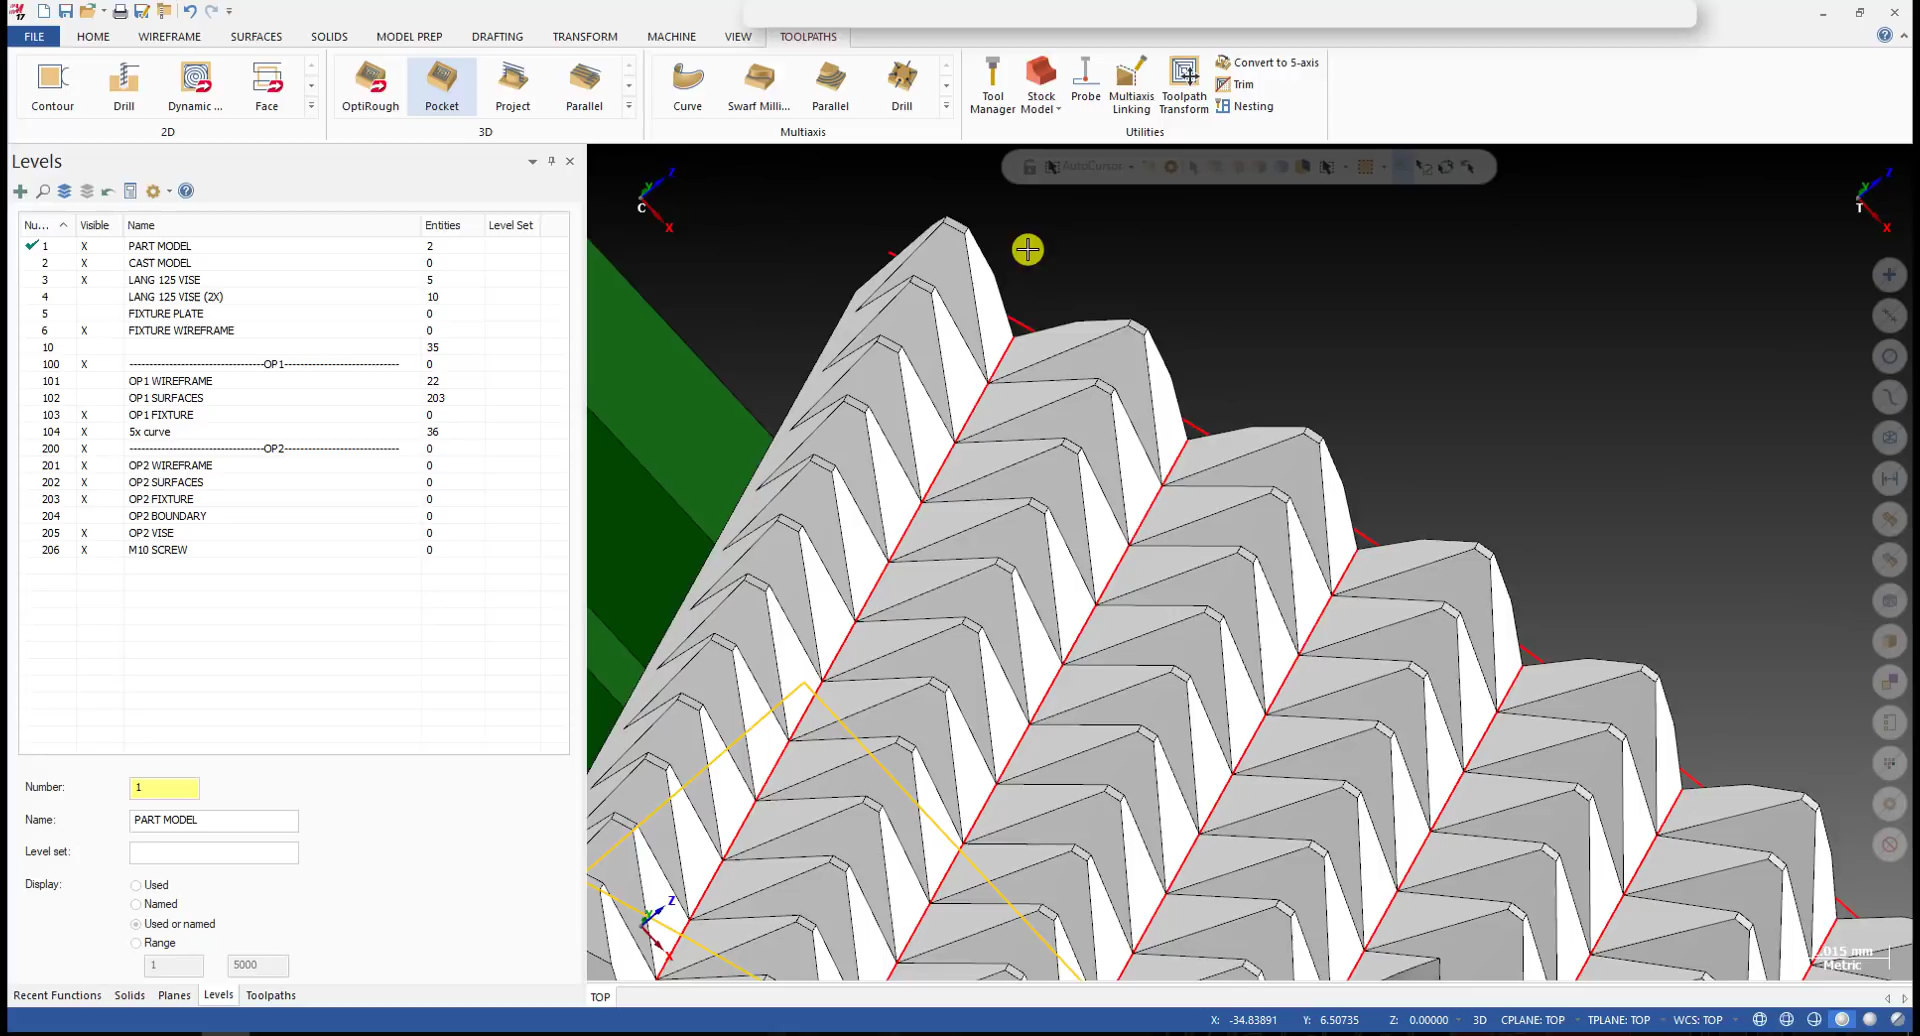 17
FILE HOME WIREFRAME SURFACES SOLIDS MODEL PREP DRAFTING TRANSFORM MACHINE VIEW TOOLPATHS
Contour Drill Dynamic ... Face OptiRough Pocket Project Parallel Curve Swarf Milli... Parallel Drill
Tool Manager Stock Model Probe Multiaxis Linking Toolpath Transform
Convert to 5-axis
Trim
Nesting
2D 3D Multiaxis Utilities
Levels
AutoCursor
Nu... Visible Name Entities Level Set
1 X PART MODEL 2
2 X CAST MODEL 0
3 X LANG 125 VISE 5
4 LANG 125 VISE (2X) 10
5 FIXTURE PLATE 0
6 X FIXTURE WIREFRAME 0
10 35
100 X ----------------------------------OP1----------------------------- 0
101 OP1 WIREFRAME 22
102 OP1 SURFACES 203
103 X OP1 FIXTURE 0
104 X 5x curve 36
200 X ----------------------------------OP2----------------------------- 0
201 X OP2 WIREFRAME 0
202 X OP2 SURFACES 0
203 X OP2 FIXTURE 0
204 OP2 BOUNDARY 0
205 X OP2 VISE 0
206 X M10 SCREW 0
Number: 1
Name: PART MODEL
Level set:
Display: Used
Named
Used or named
Range
1 5000
Recent Functions Solids Planes Levels Toolpaths
Y Z C X
Y Z T X
Y Z X
.015 mm
Metric
TOP
X: -34.83891 Y: 6.50735 Z: 0.00000 3D CPLANE: TOP TPLANE: TOP WCS: TOP